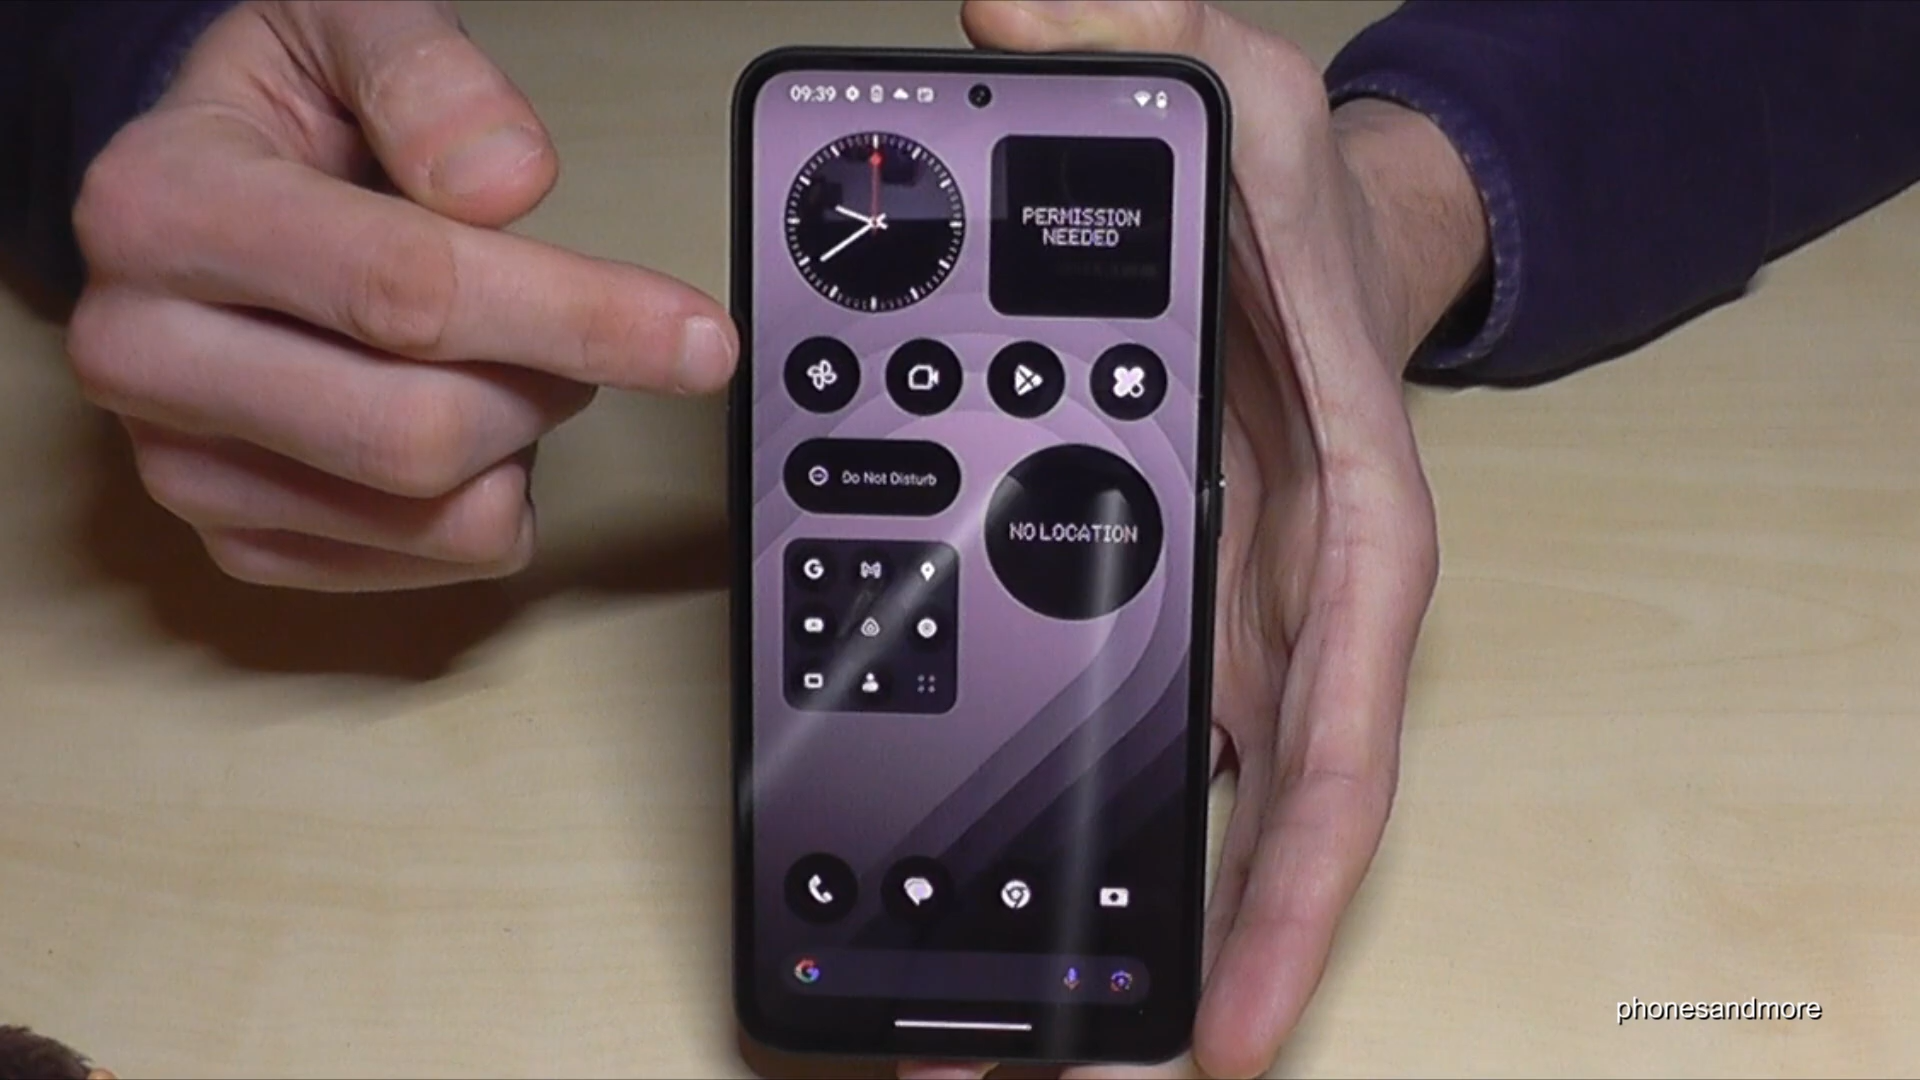 09:39
PERMISSION
NEEDED
Do Not Disturb
NO LOCATION
phonesandmore